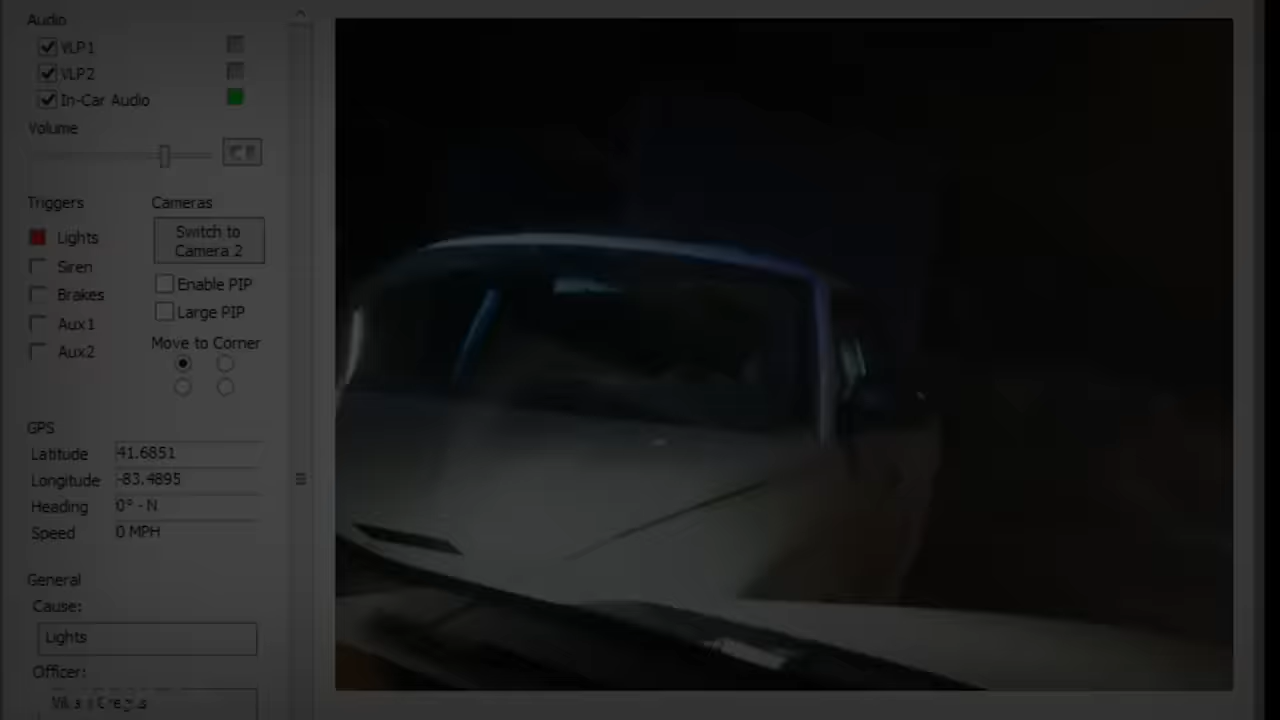 Audio
VLP1
VLP2
In-Car Audio
Volume
Triggers
Cameras
Lights
Switch to
Camera 2
Siren
Enable PIP
Brakes
Large PIP
Aux1
Move to Corner
Aux2
GPS
Latitude 41.6851
Longitude -83.4895
Heading 0° - N
Speed 0 MPH
General
Cause:
Lights
Officer: